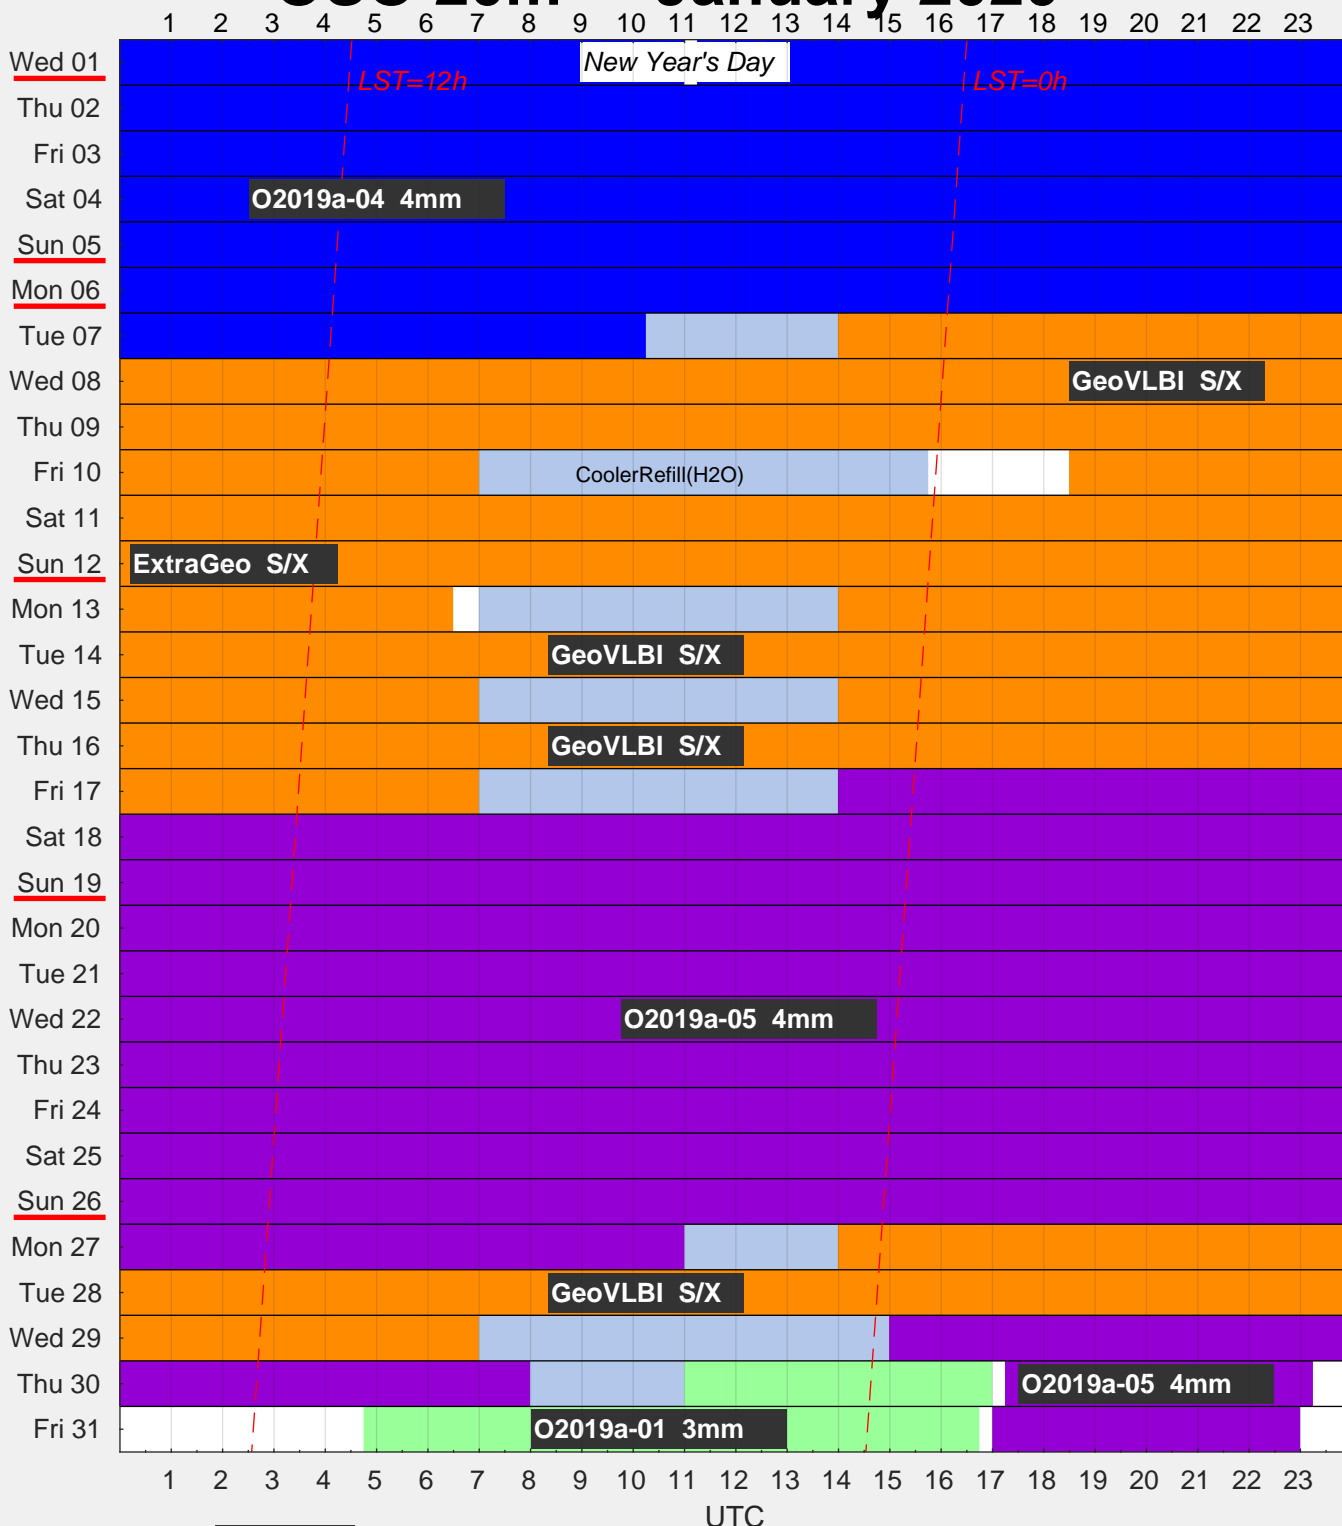 1 2 3 4 5 6 7 8 9 10 11 12 13 14 15 16 17 18 19 20 21 22 23
Wed 01 New Year's Day
LST=12h LST=0h
Thu 02
Fri 03
Sat 04 O2019a-04 4mm
Sun 05
Mon 06
Tue 07
Wed 08 GeoVLBI S/X
Thu 09
Fri 10 CoolerRefill(H2O)
Sat 11
Sun 12 ExtraGeo S/X
Mon 13
Tue 14 GeoVLBI S/X
Wed 15
Thu 16 GeoVLBI S/X
Fri 17
Sat 18
Sun 19
Mon 20
Tue 21
Wed 22 O2019a-05 4mm
Thu 23
Fri 24
Sat 25
Sun 26
Mon 27
Tue 28 GeoVLBI S/X
Wed 29
Thu 30 O2019a-05 4mm
Fri 31 O2019a-01 3mm
1 2 3 4 5 6 7 8 9 10 11 12 13 14 15 16 17 18 19 20 21 22 23
UTC